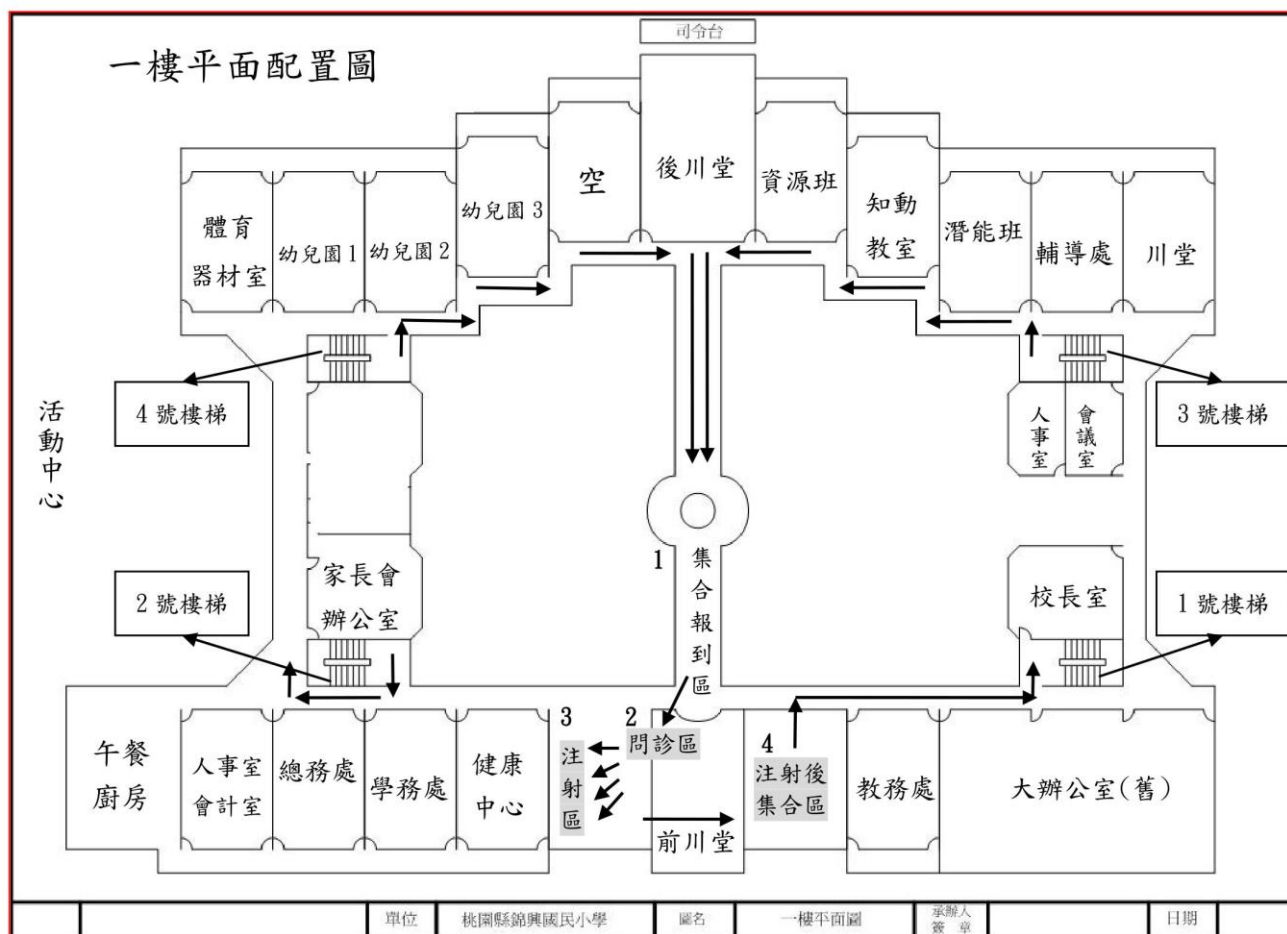 司令台
一樓平面配置圖
體育
器材室
幼兒園1
幼兒園2
幼兒園3
空
後川堂
資源班
知動
教室
潛能班
輔導處
川堂
4號樓梯
3號樓梯
活動中心
人事室
會議室
1
集合報到區
家長會
辦公室
校長室
2號樓梯
1號樓梯
午餐
廚房
人事室
會計室
總務處
學務處
健康
中心
3
注射區
2
問診區
前川堂
4
注射後
集合區
教務處
大辦公室(舊)
單位
桃園縣錦興國民小學
圖名
一樓平面圖
承辦人
簽 章
日期